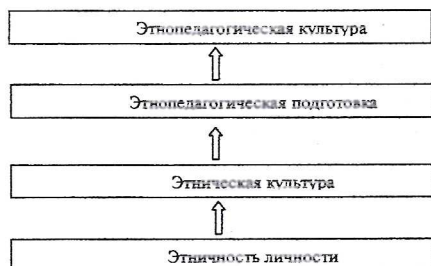 Этнопедагогическая культура
Этнопедагогическая подготовка
Этническая культура
Этничность личности